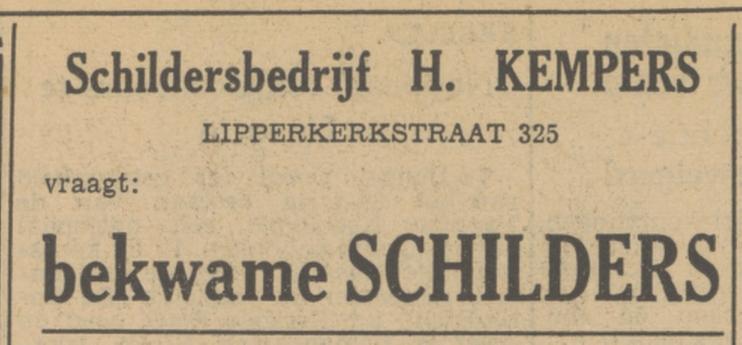 Schildersbedrijf H. KEMPERS
LIPPERKERKSTRAAT 325
vraagt:
bekwame SCHILDERS